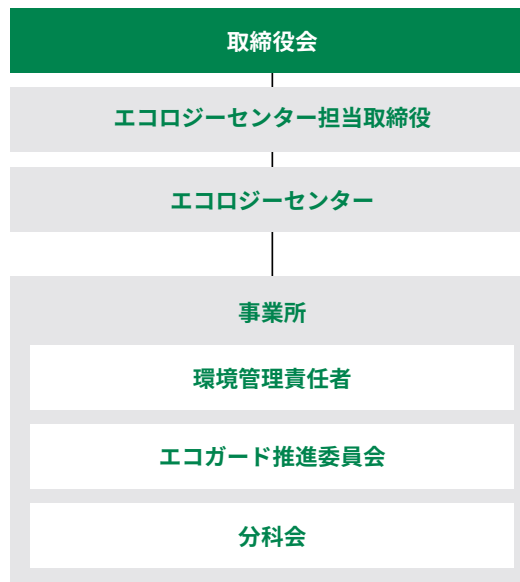 取締役会
エコロジーセンター担当取締役
エコロジーセンター
事業所
環境管理責任者
エコガード推進委員会
分科会